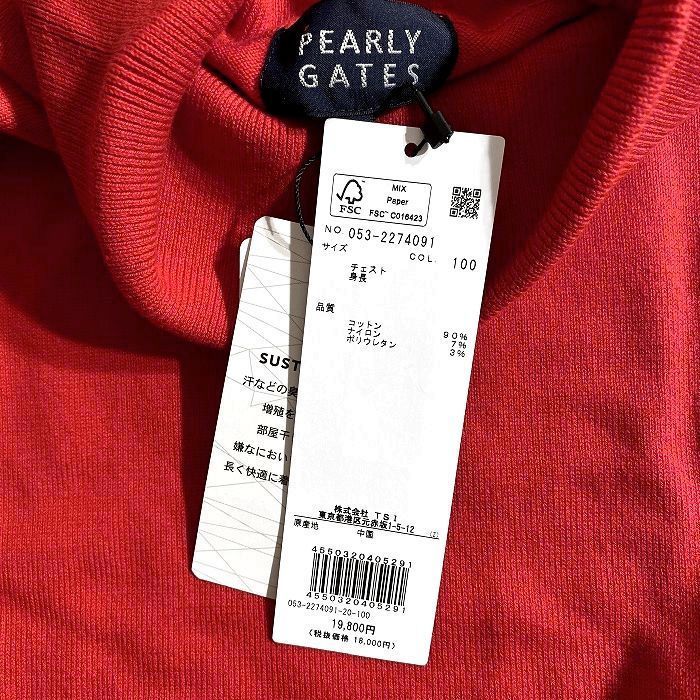 PEARLY
GATES
FSC
MIX
Paper
FSC™ C016423
NO. 053-2274091
サイズ
COL. 100
チェスト
身長
品質
コットン 90%
ナイロン 7%
ポリウレタン 3%
株式会社 TSI
東京都港区元赤坂1-5-12
(2)
原産地 中国
4550320405291
4550320405291
053-2274091-20-100
19,800円
(税抜価格 18,000円)
SUST
汗などの臭
増殖を
部屋干
嫌なにおい
長く快適に着